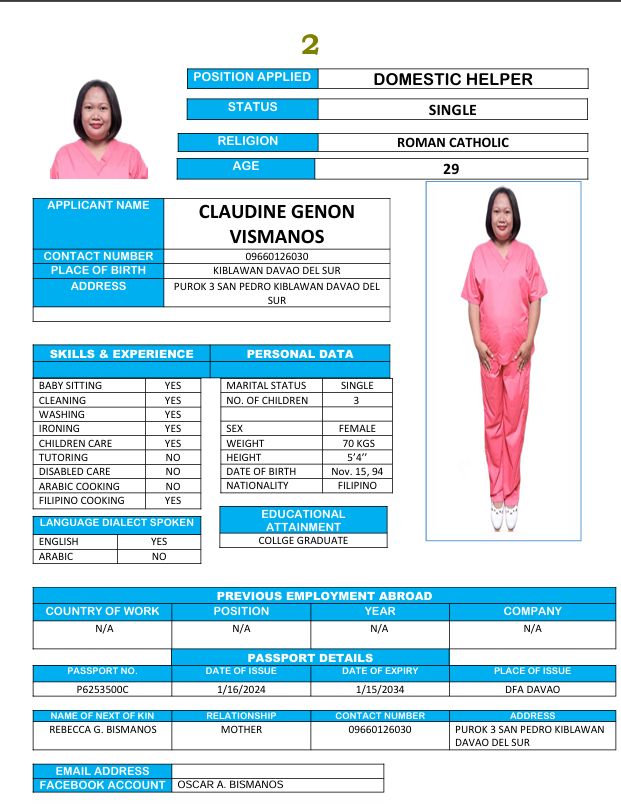 2
POSITION APPLIED DOMESTIC HELPER
STATUS SINGLE
RELIGION ROMAN CATHOLIC
AGE 29
APPLICANT NAME CLAUDINE GENON
VISMANOS
CONTACT NUMBER 09660126030
PLACE OF BIRTH KIBLAWAN DAVAO DEL SUR
ADDRESS PUROK 3 SAN PEDRO KIBLAWAN DAVAO DEL
SUR
SKILLS & EXPERIENCE PERSONAL DATA
BABY SITTING YES MARITAL STATUS SINGLE
CLEANING YES NO. OF CHILDREN 3
WASHING YES
IRONING YES SEX FEMALE
CHILDREN CARE YES WEIGHT 70 KGS
TUTORING NO HEIGHT 5’4’’
DISABLED CARE NO DATE OF BIRTH Nov. 15, 94
ARABIC COOKING NO NATIONALITY FILIPINO
FILIPINO COOKING YES
LANGUAGE DIALECT SPOKEN
ENGLISH YES
ARABIC NO
EDUCATIONAL
ATTAINMENT
COLLGE GRADUATE
PREVIOUS EMPLOYMENT ABROAD
COUNTRY OF WORK POSITION YEAR COMPANY
N/A N/A N/A N/A
PASSPORT DETAILS
PASSPORT NO. DATE OF ISSUE DATE OF EXPIRY PLACE OF ISSUE
P6253500C 1/16/2024 1/15/2034 DFA DAVAO
NAME OF NEXT OF KIN RELATIONSHIP CONTACT NUMBER ADDRESS
REBECCA G. BISMANOS MOTHER 09660126030 PUROK 3 SAN PEDRO KIBLAWAN
DAVAO DEL SUR
EMAIL ADDRESS
FACEBOOK ACCOUNT OSCAR A. BISMANOS